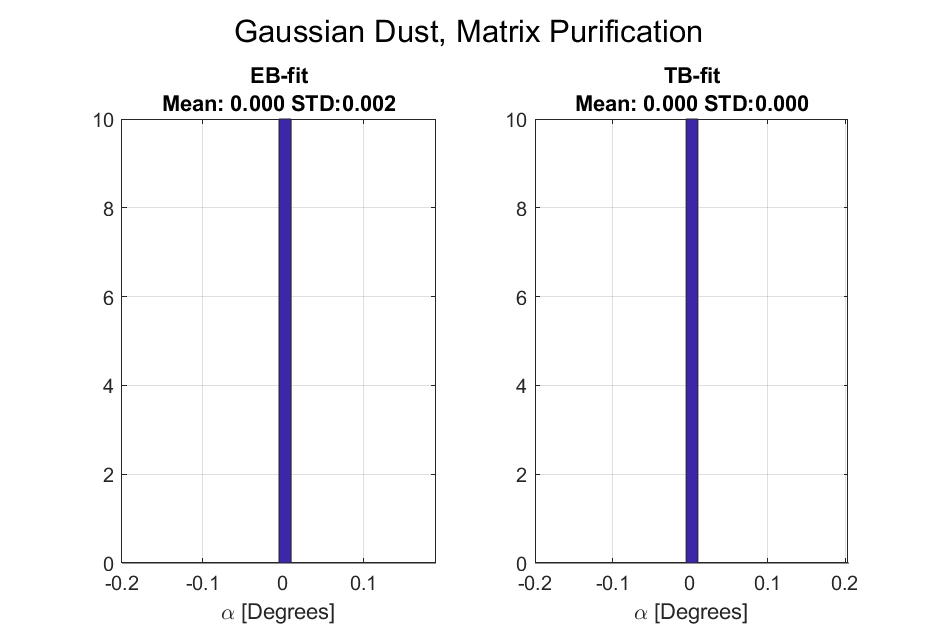 Gaussian Dust, Matrix Purification
EB-fit
Mean: 0.000 STD:0.002
10
8
6
4
2
0
-0.2 -0.1 0 0.1
α [Degrees]
TB-fit
Mean: 0.000 STD:0.000
10
8
6
4
2
0
-0.2 -0.1 0 0.1 0.2
α [Degrees]